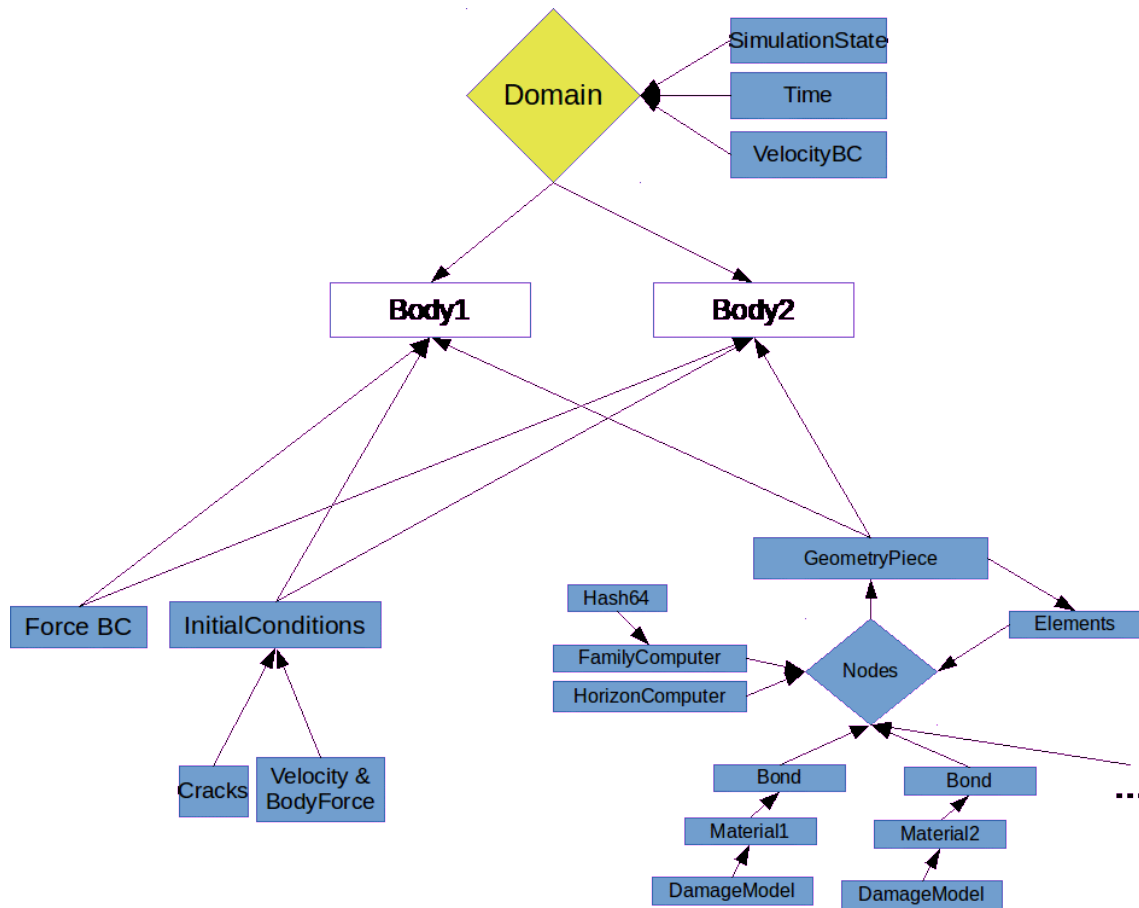 SimulationState
Domain
Time
VelocityBC
Body1
Body2
GeometryPiece
Hash64
Force BC
InitialConditions
Elements
FamilyComputer
Nodes
HorizonComputer
Cracks
Velocity &
BodyForce
Bond
Bond
...
Material1
Material2
DamageModel
DamageModel